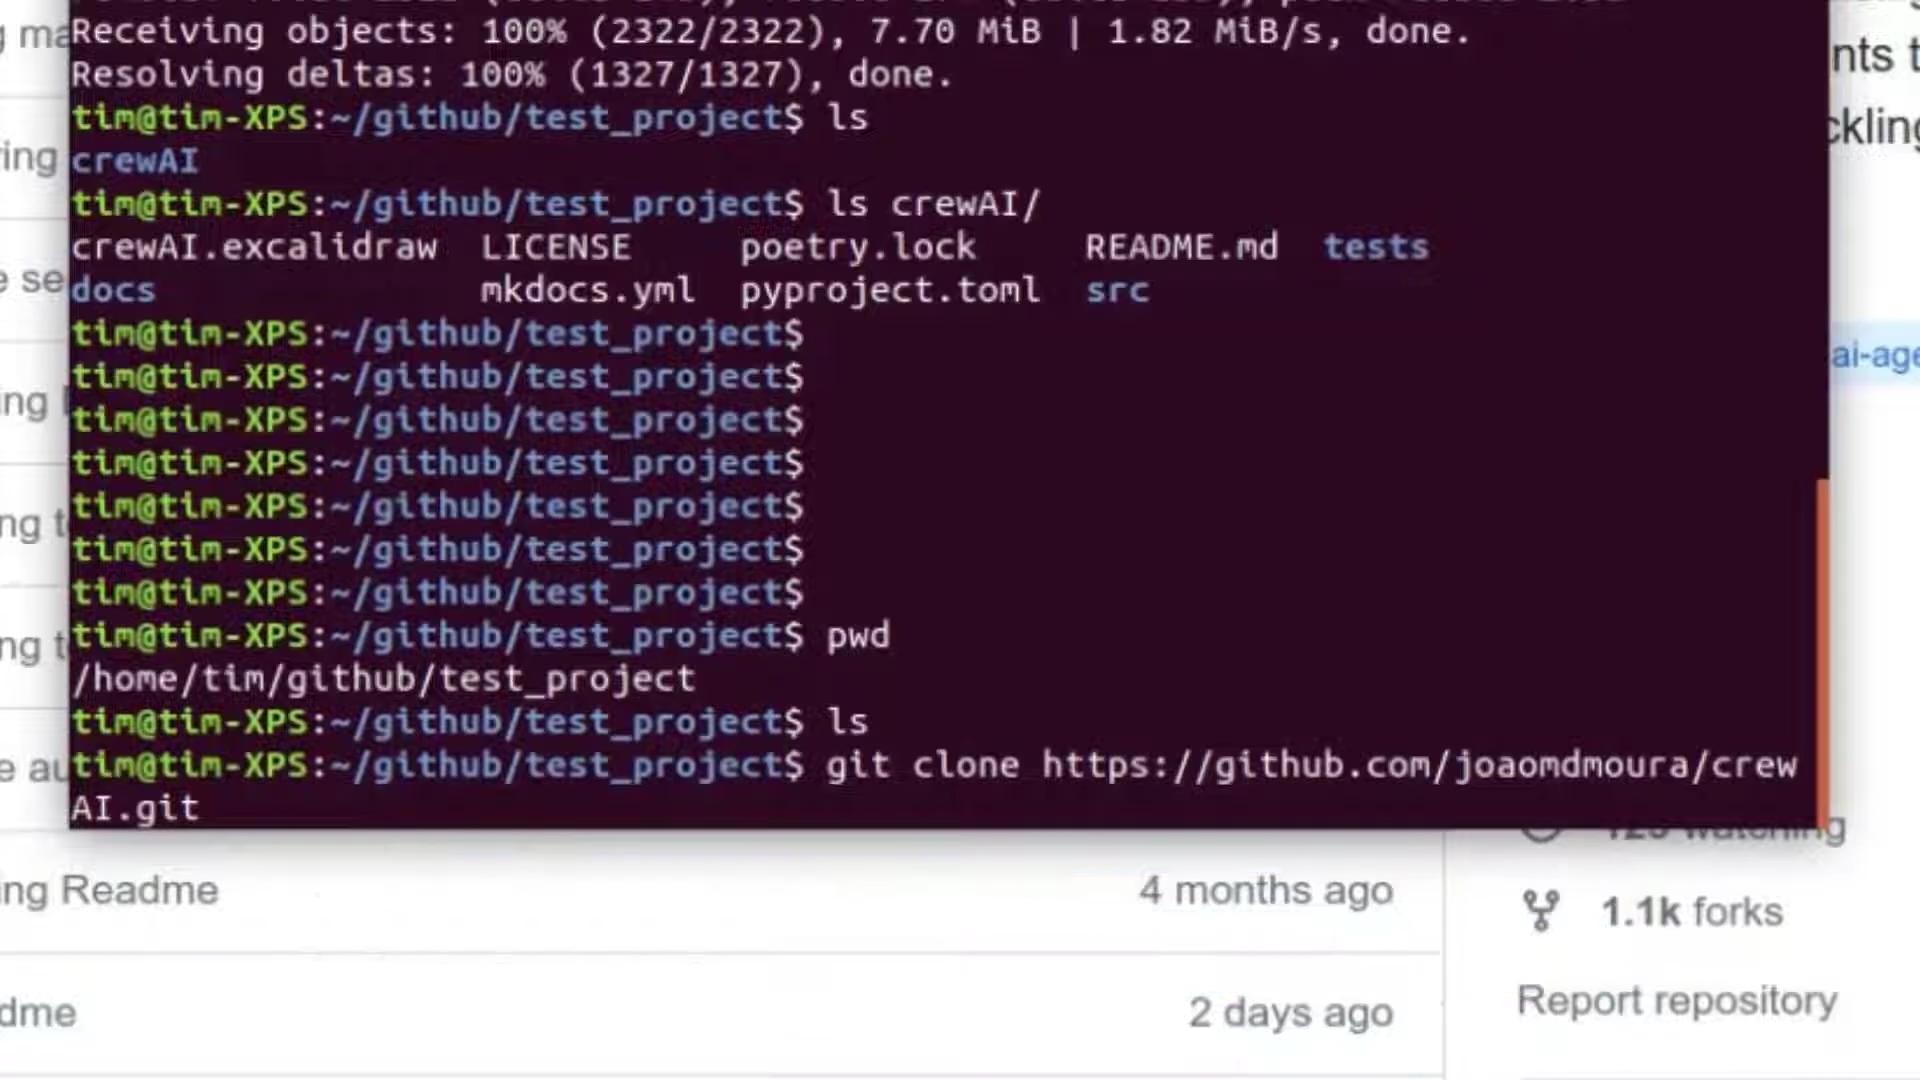 Receiving objects: 100% (2322/2322), 7.70 MiB | 1.82 MiB/s, done.
Resolving deltas: 100% (1327/1327), done.
tim@tim-XPS:~/github/test_project$ ls
crewAI
tim@tim-XPS:~/github/test_project$ ls crewAI/
crewAI.excalidraw LICENSE poetry.lock README.md tests
docs mkdocs.yml pyproject.toml src
tim@tim-XPS:~/github/test_project$
tim@tim-XPS:~/github/test_project$
tim@tim-XPS:~/github/test_project$
tim@tim-XPS:~/github/test_project$
tim@tim-XPS:~/github/test_project$
tim@tim-XPS:~/github/test_project$
tim@tim-XPS:~/github/test_project$
tim@tim-XPS:~/github/test_project$ pwd
/home/tim/github/test_project
tim@tim-XPS:~/github/test_project$ ls
tim@tim-XPS:~/github/test_project$ git clone https://github.com/joaomdmoura/crew
AI.git
ing Readme 4 months ago
1.1k forks
dme 2 days ago
Report repository